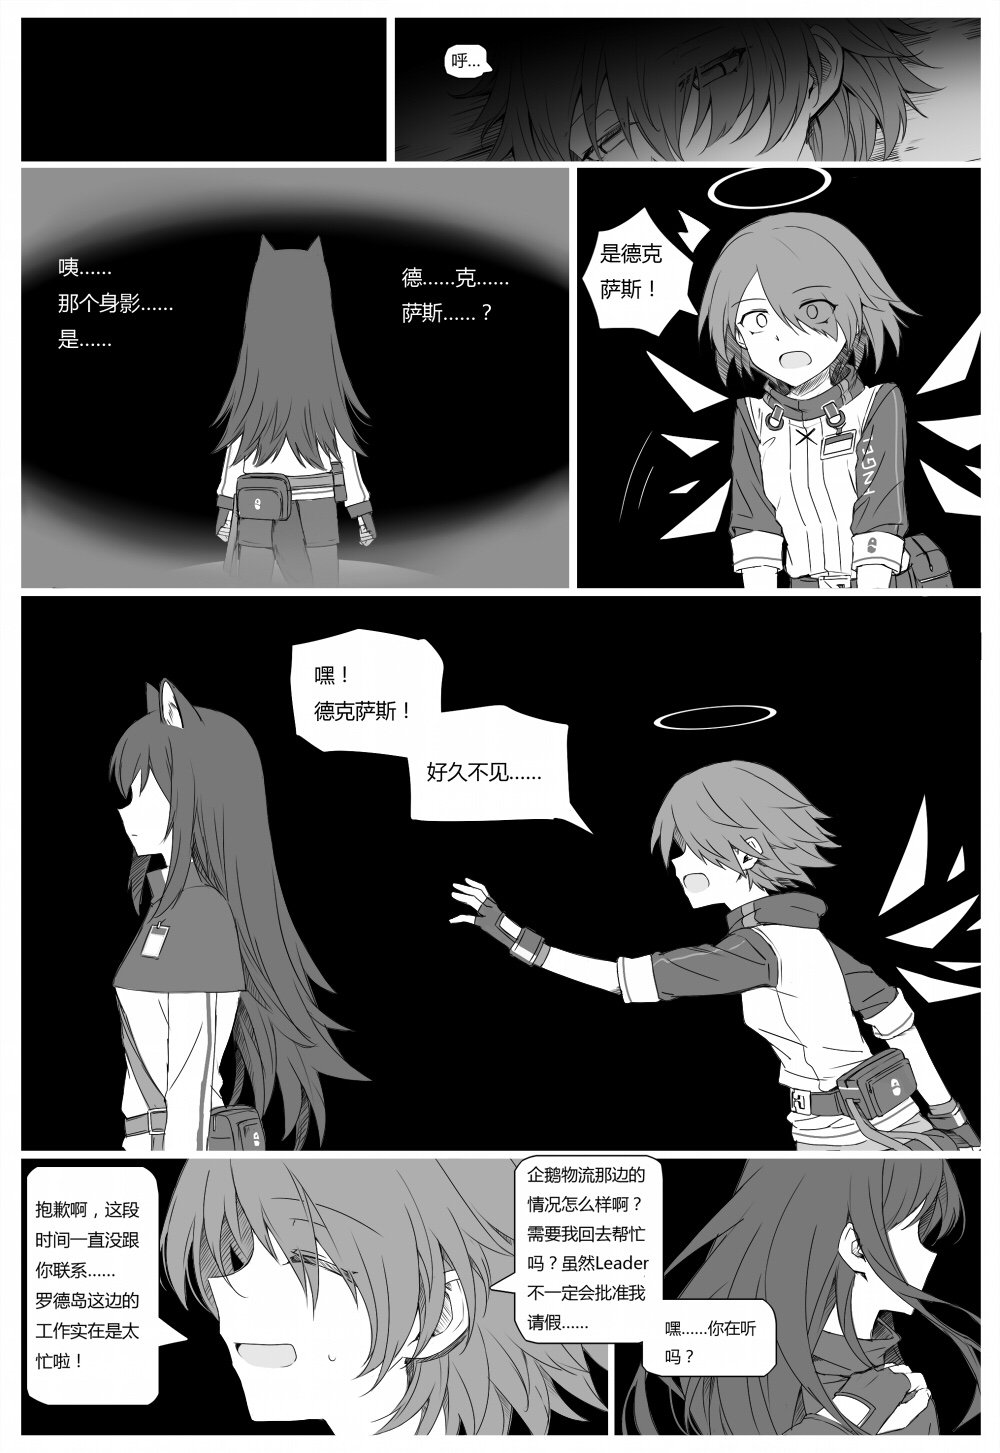 呼…
咦……
那个身影……
是……
德……克……
萨斯……？
是德克
萨斯！
嘿！
德克萨斯！
好久不见……
抱歉啊，这段
时间一直没跟
你联系……
罗德岛这边的
工作实在是太
忙啦！
企鹅物流那边的
情况怎么样啊？
需要我回去帮忙
吗？虽然Leader
不一定会批准我
请假……
嘿……你在听
吗？